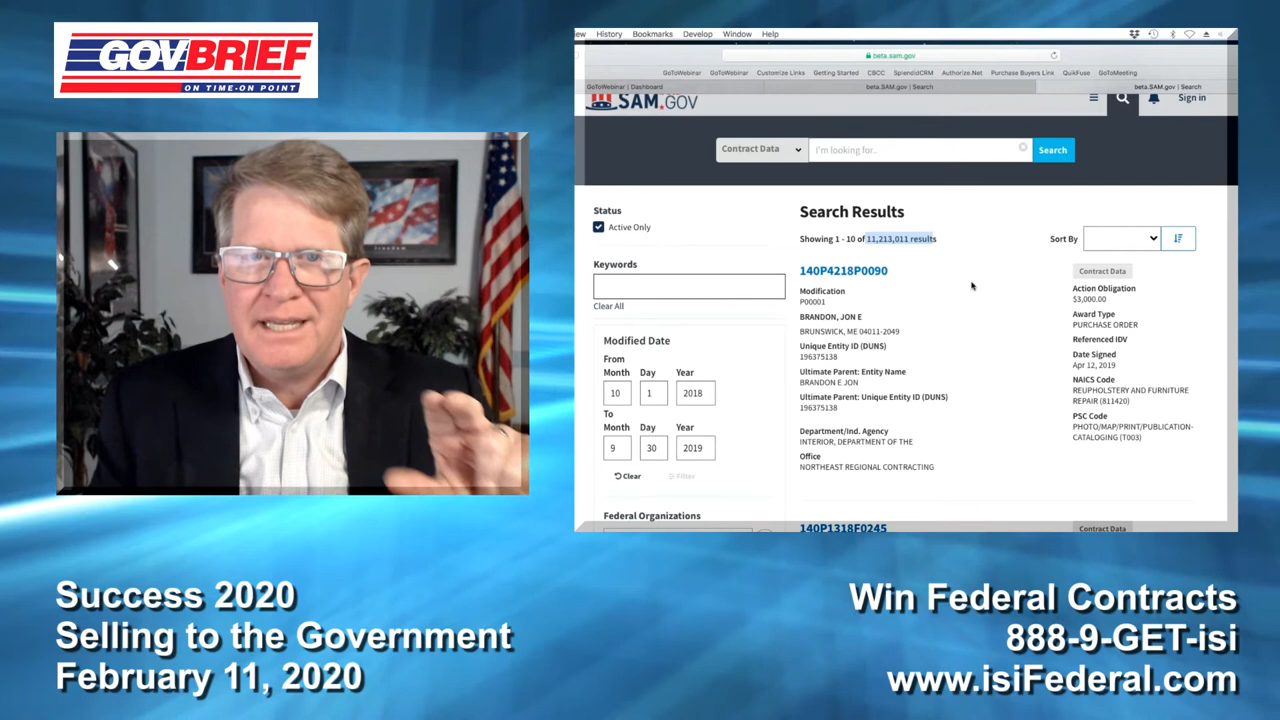 GOVBRIEF
ON TIME-ON POINT
ew History Bookmarks Develop Window Help
beta.sam.gov
GoToWebinar GoToWebinar Customize Links Getting Started CBCC SplendidCRM Authorize.Net Purchase Buyers Link QuikFuse GoToMeeting
GoToWebinar | Dashboard beta.SAM.gov | Search beta.SAM.gov | Search
SAM.GOV
Sign in
Contract Data I'm looking for.. Search
Status
Active Only
Keywords
Clear All
Modified Date
From
Month Day Year
10 1 2018
To
Month Day Year
9 30 2019
Clear Filter
Federal Organizations
Search Results
Showing 1 - 10 of 11,213,011 results
Sort By
140P4218P0090
Modification
P00001
BRANDON, JON E
BRUNSWICK, ME 04011-2049
Unique Entity ID (DUNS)
196375138
Ultimate Parent: Entity Name
BRANDON E JON
Ultimate Parent: Unique Entity ID (DUNS)
196375138
Department/Ind. Agency
INTERIOR, DEPARTMENT OF THE
Office
NORTHEAST REGIONAL CONTRACTING
Contract Data
Action Obligation
$3,000.00
Award Type
PURCHASE ORDER
Referenced IDV
Date Signed
Apr 12, 2019
NAICS Code
REUPHOLSTERY AND FURNITURE
REPAIR (811420)
PSC Code
PHOTO/MAP/PRINT/PUBLICATION-
CATALOGING (T003)
140P1318F0245
Contract Data
Success 2020
Selling to the Government
February 11, 2020
Win Federal Contracts
888-9-GET-isi
www.isiFederal.com